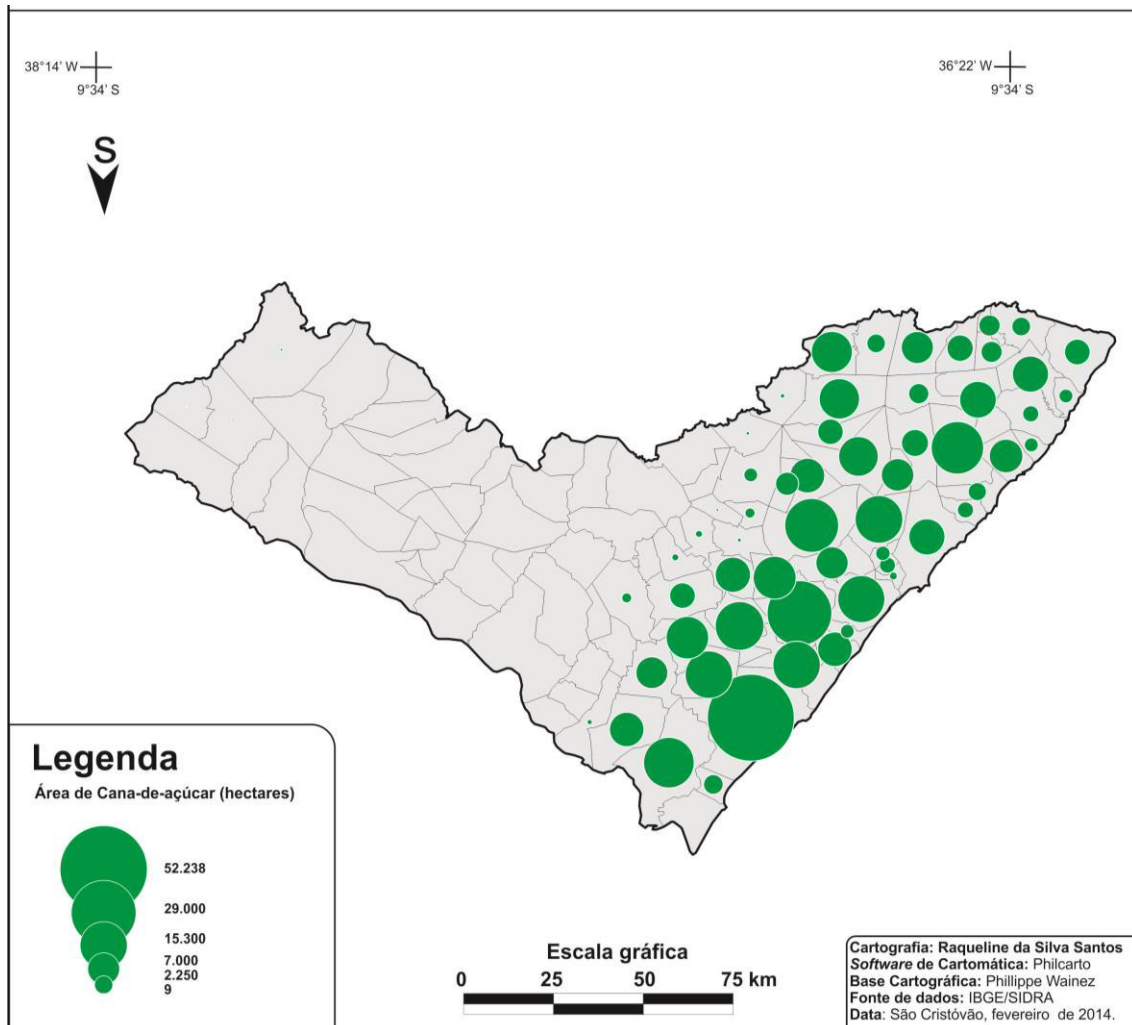 38°14' W
9°34' S
36°22' W
9°34' S
S
Legenda
Área de Cana-de-açúcar (hectares)
52.238
29.000
15.300
7.000
2.250
9
Escala gráfica
0 25 50 75 km
Cartografia: Raqueline da Silva Santos
Software de Cartomática: Philcarto
Base Cartográfica: Phillippe Wainez
Fonte de dados: IBGE/SIDRA
Data: São Cristóvão, fevereiro de 2014.